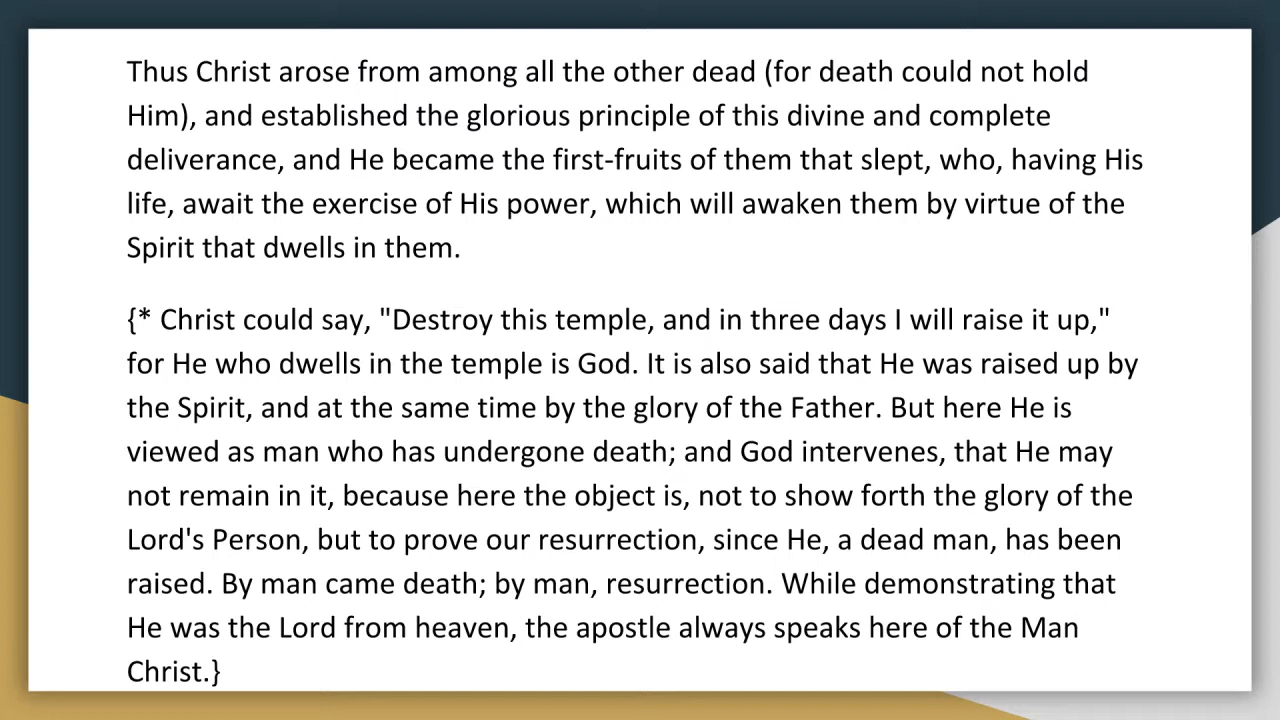 Thus Christ arose from among all the other dead (for death could not hold
Him), and established the glorious principle of this divine and complete
deliverance, and He became the first-fruits of them that slept, who, having His
life, await the exercise of His power, which will awaken them by virtue of the
Spirit that dwells in them.
{* Christ could say, "Destroy this temple, and in three days I will raise it up,"
for He who dwells in the temple is God. It is also said that He was raised up by
the Spirit, and at the same time by the glory of the Father. But here He is
viewed as man who has undergone death; and God intervenes, that He may
not remain in it, because here the object is, not to show forth the glory of the
Lord's Person, but to prove our resurrection, since He, a dead man, has been
raised. By man came death; by man, resurrection. While demonstrating that
He was the Lord from heaven, the apostle always speaks here of the Man
Christ.}